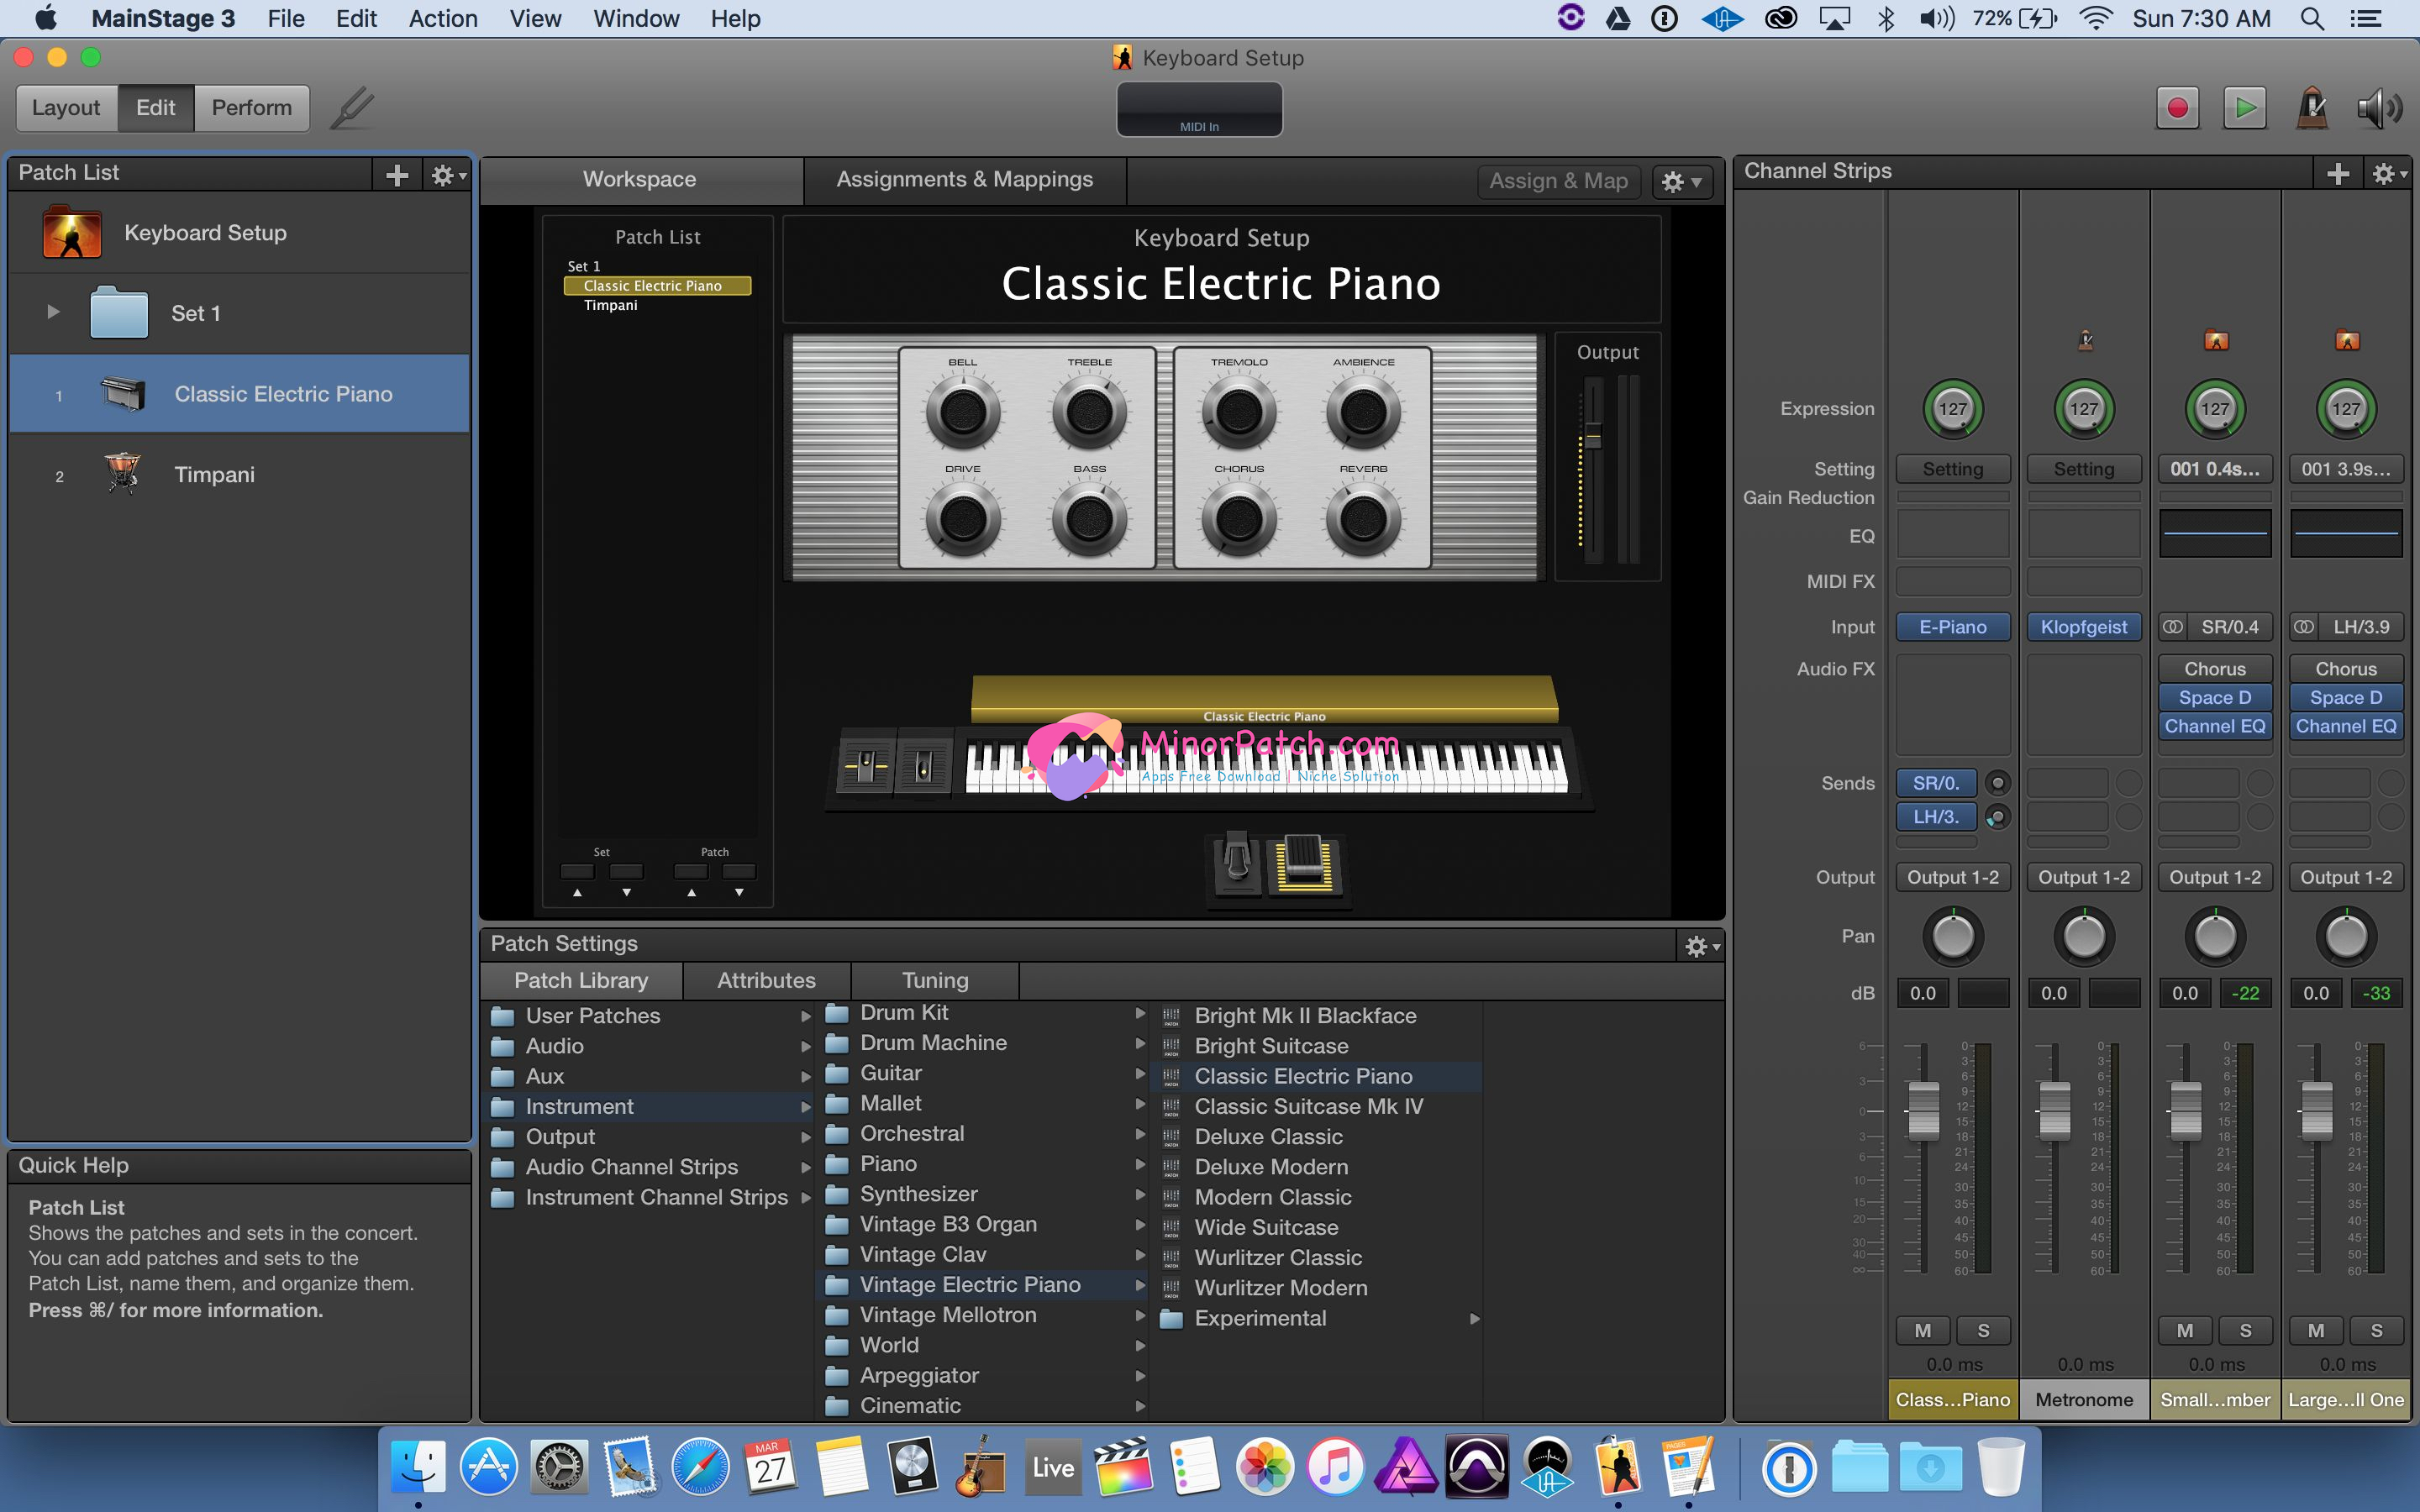 MainStage 3 File Edit Action View Window Help 72% Sun 7:30 AM
Keyboard Setup
Layout Edit Perform
MIDI In
Patch List
Keyboard Setup
Set 1
1 Classic Electric Piano
2 Timpani
Quick Help
Patch List
Shows the patches and sets in the concert.
You can add patches and sets to the
Patch List, name them, and organize them.
Press ⌘/ for more information.
Workspace Assignments & Mappings Assign & Map
Patch List
Set 1
Classic Electric Piano
Timpani
Set Patch
Keyboard Setup
Classic Electric Piano
BELL TREBLE TREMOLO AMBIENCE
DRIVE BASS CHORUS REVERB
Output
Classic Electric Piano
MinorPatch.com
Apps Free Download | Niche Solution
Patch Settings
Patch Library Attributes Tuning
User Patches
Audio
Aux
Instrument
Output
Audio Channel Strips
Instrument Channel Strips
Drum Kit
Drum Machine
Guitar
Mallet
Orchestral
Piano
Synthesizer
Vintage B3 Organ
Vintage Clav
Vintage Electric Piano
Vintage Mellotron
World
Arpeggiator
Cinematic
Bright Mk II Blackface
Bright Suitcase
Classic Electric Piano
Classic Suitcase Mk IV
Deluxe Classic
Deluxe Modern
Modern Classic
Wide Suitcase
Wurlitzer Classic
Wurlitzer Modern
Experimental
Channel Strips
Expression 127 127 127 127
Setting Setting Setting 001 0.4s... 001 3.9s...
Gain Reduction
EQ
MIDI FX
Input E-Piano Klopfgeist SR/0.4 LH/3.9
Audio FX Chorus Chorus
Space D Space D
Channel EQ Channel EQ
Sends SR/0.
LH/3.
Output Output 1-2 Output 1-2 Output 1-2 Output 1-2
Pan
dB 0.0 0.0 0.0 -22 0.0 -33
M S M S M S
0.0 ms 0.0 ms 0.0 ms 0.0 ms
Class...Piano Metronome Small...mber Large...ll One
MAR
27
Live